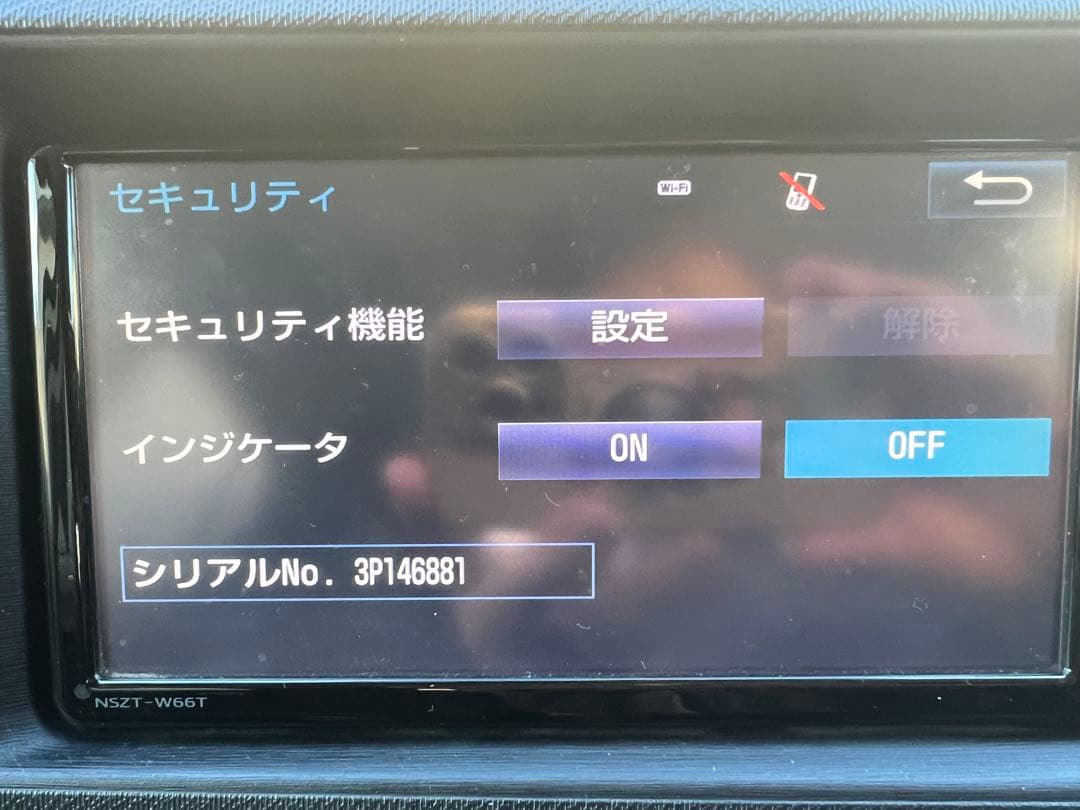 セキュリティ Wi-Fi
セキュリティ機能 設定 解除
インジケータ ON OFF
シリアルNo. 3P146881
NSZT-W66T